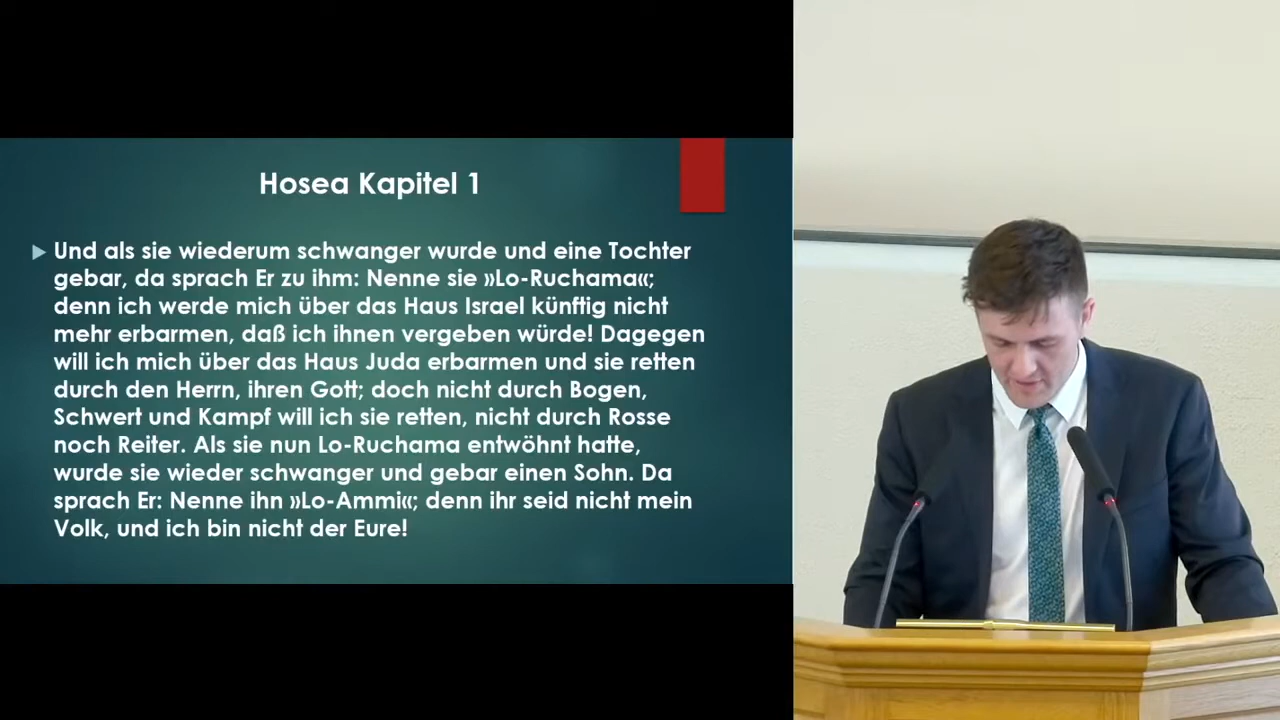 Hosea Kapitel 1
Und als sie wiederum schwanger wurde und eine Tochter
gebar, da sprach Er zu ihm: Nenne sie »Lo-Ruchama«;
denn ich werde mich über das Haus Israel künftig nicht
mehr erbarmen, daß ich ihnen vergeben würde! Dagegen
will ich mich über das Haus Juda erbarmen und sie retten
durch den Herrn, ihren Gott; doch nicht durch Bogen,
Schwert und Kampf will ich sie retten, nicht durch Rosse
noch Reiter. Als sie nun Lo-Ruchama entwöhnt hatte,
wurde sie wieder schwanger und gebar einen Sohn. Da
sprach Er: Nenne ihn »Lo-Ammi«; denn ihr seid nicht mein
Volk, und ich bin nicht der Eure!